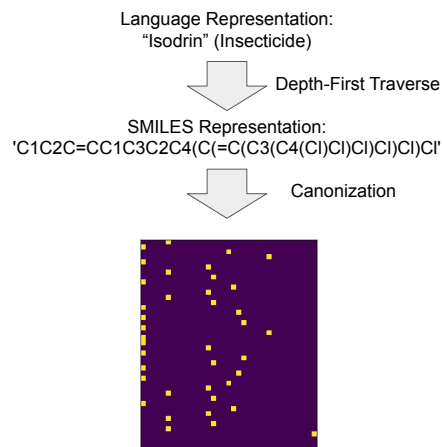 Language Representation:
“Isodrin” (Insecticide)
Depth-First Traverse
SMILES Representation:
'C1C2C=CC1C3C2C4(C(=C(C3(C4(Cl)Cl)Cl)Cl)Cl)Cl'
Canonization